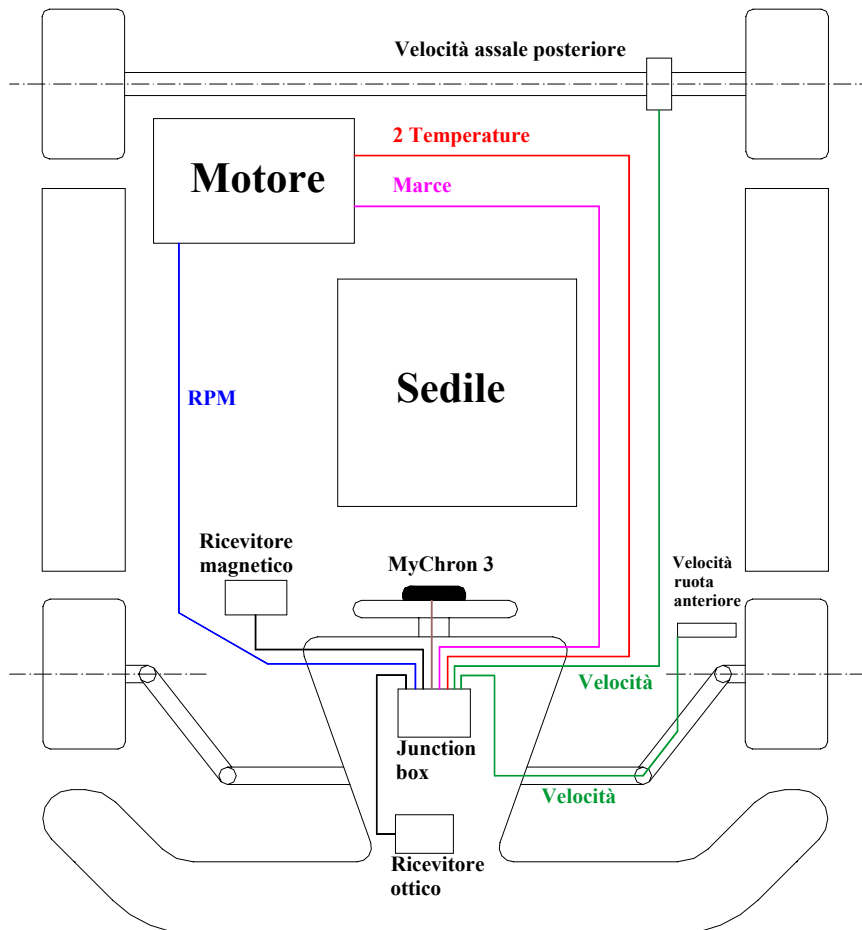 Velocità assale posteriore
2 Temperature
Motore
Marce
Sedile
RPM
Ricevitore
magnetico
MyChron 3
Velocità
ruota
anteriore
Velocità
Junction
box
Velocità
Ricevitore
ottico